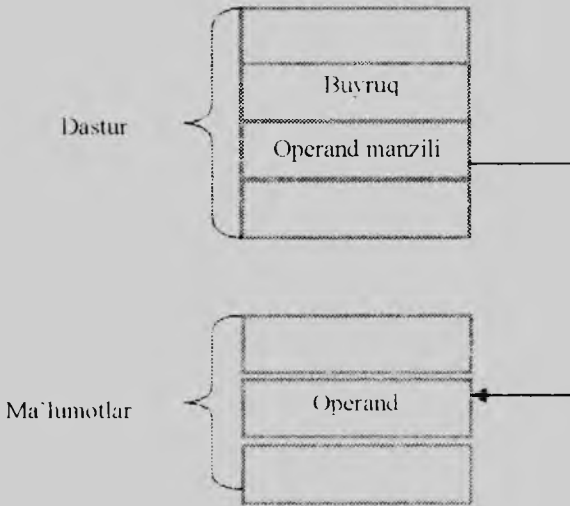 Buyruq
Dastur
Operand manzili
Operand
Ma'lumotlar